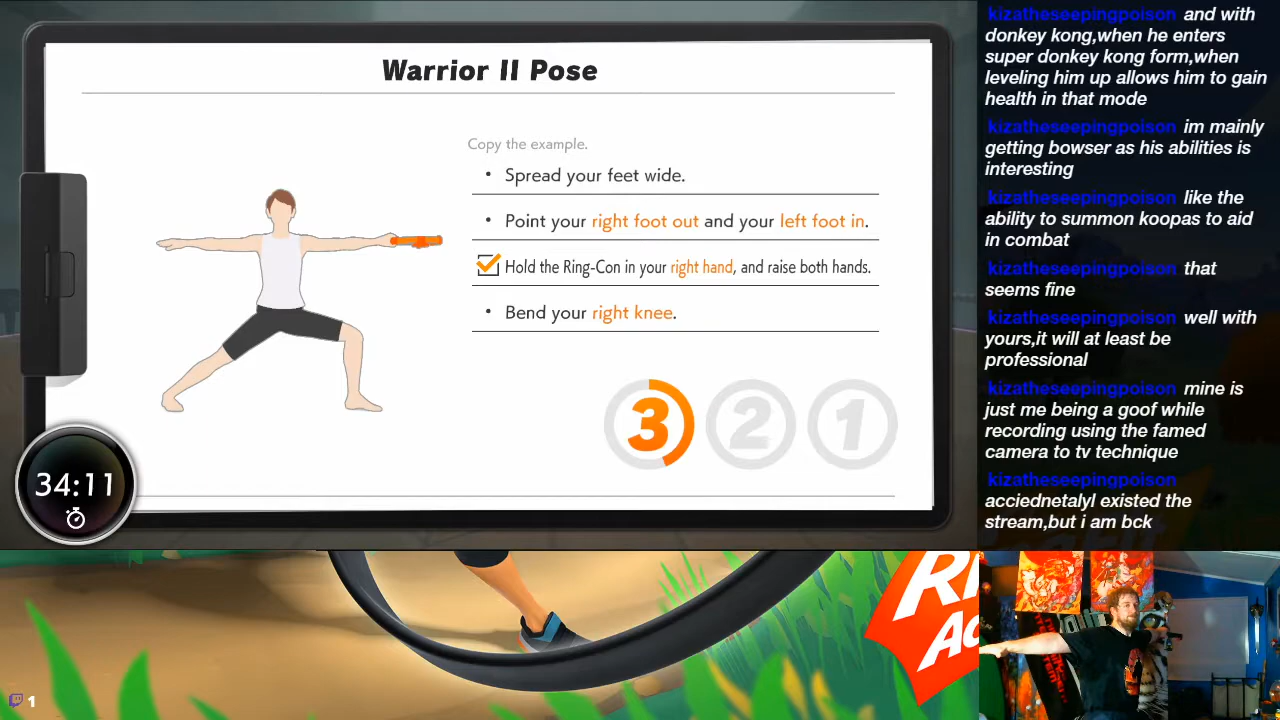 Warrior II Pose
Copy the example.
• Spread your feet wide.
• Point your right foot out and your left foot in.
Hold the Ring-Con in your right hand, and raise both hands.
• Bend your right knee.
3 2 1
34:11
1
kizatheseepingpoison and with
donkey kong,when he enters
super donkey kong form,when
leveling him up allows him to gain
health in that mode
kizatheseepingpoison im mainly
getting bowser as his abilities is
interesting
kizatheseepingpoison like the
ability to summon koopas to aid
in combat
kizatheseepingpoison that
seems fine
kizatheseepingpoison well with
yours,it will at least be
professional
kizatheseepingpoison mine is
just me being a goof while
recording using the famed
camera to tv technique
kizatheseepingpoison
acciednetalyl existed the
stream,but i am bck